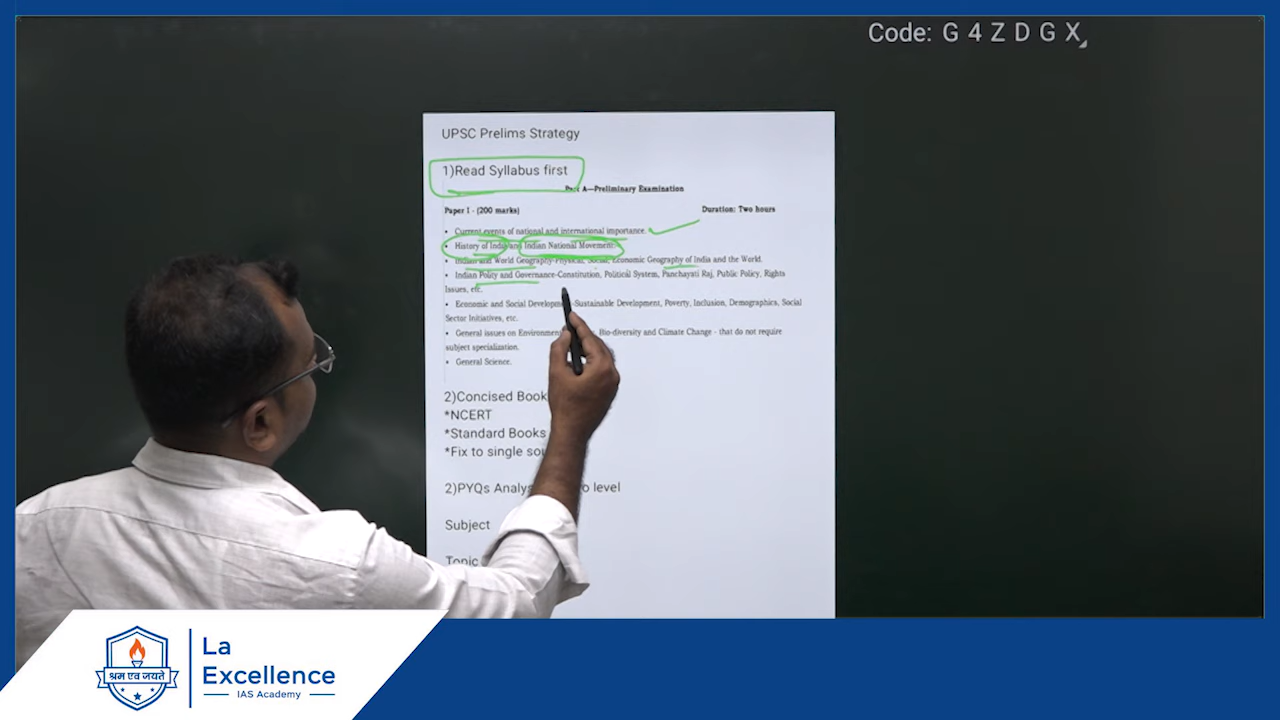 Code: G 4 Z D G X
UPSC Prelims Strategy
1)Read Syllabus first
Part A—Preliminary Examination
Paper I - (200 marks) Duration: Two hours
• Current events of national and international importance.
• History of India and Indian National Movement.
• Indian and World Geography-Physical, Social, Economic Geography of India and the World.
• Indian Polity and Governance-Constitution, Political System, Panchayati Raj, Public Policy, Rights
Issues, etc.
• Economic and Social Development-Sustainable Development, Poverty, Inclusion, Demographics, Social
Sector Initiatives, etc.
• General issues on Environment Bio-diversity and Climate Change - that do not require
subject specialization.
• General Science.
2)Concised Book
*NCERT
*Standard Books
*Fix to single
2)PYQs level
Subject
Topic
श्रम एव जयते
La
Excellence
IAS Academy